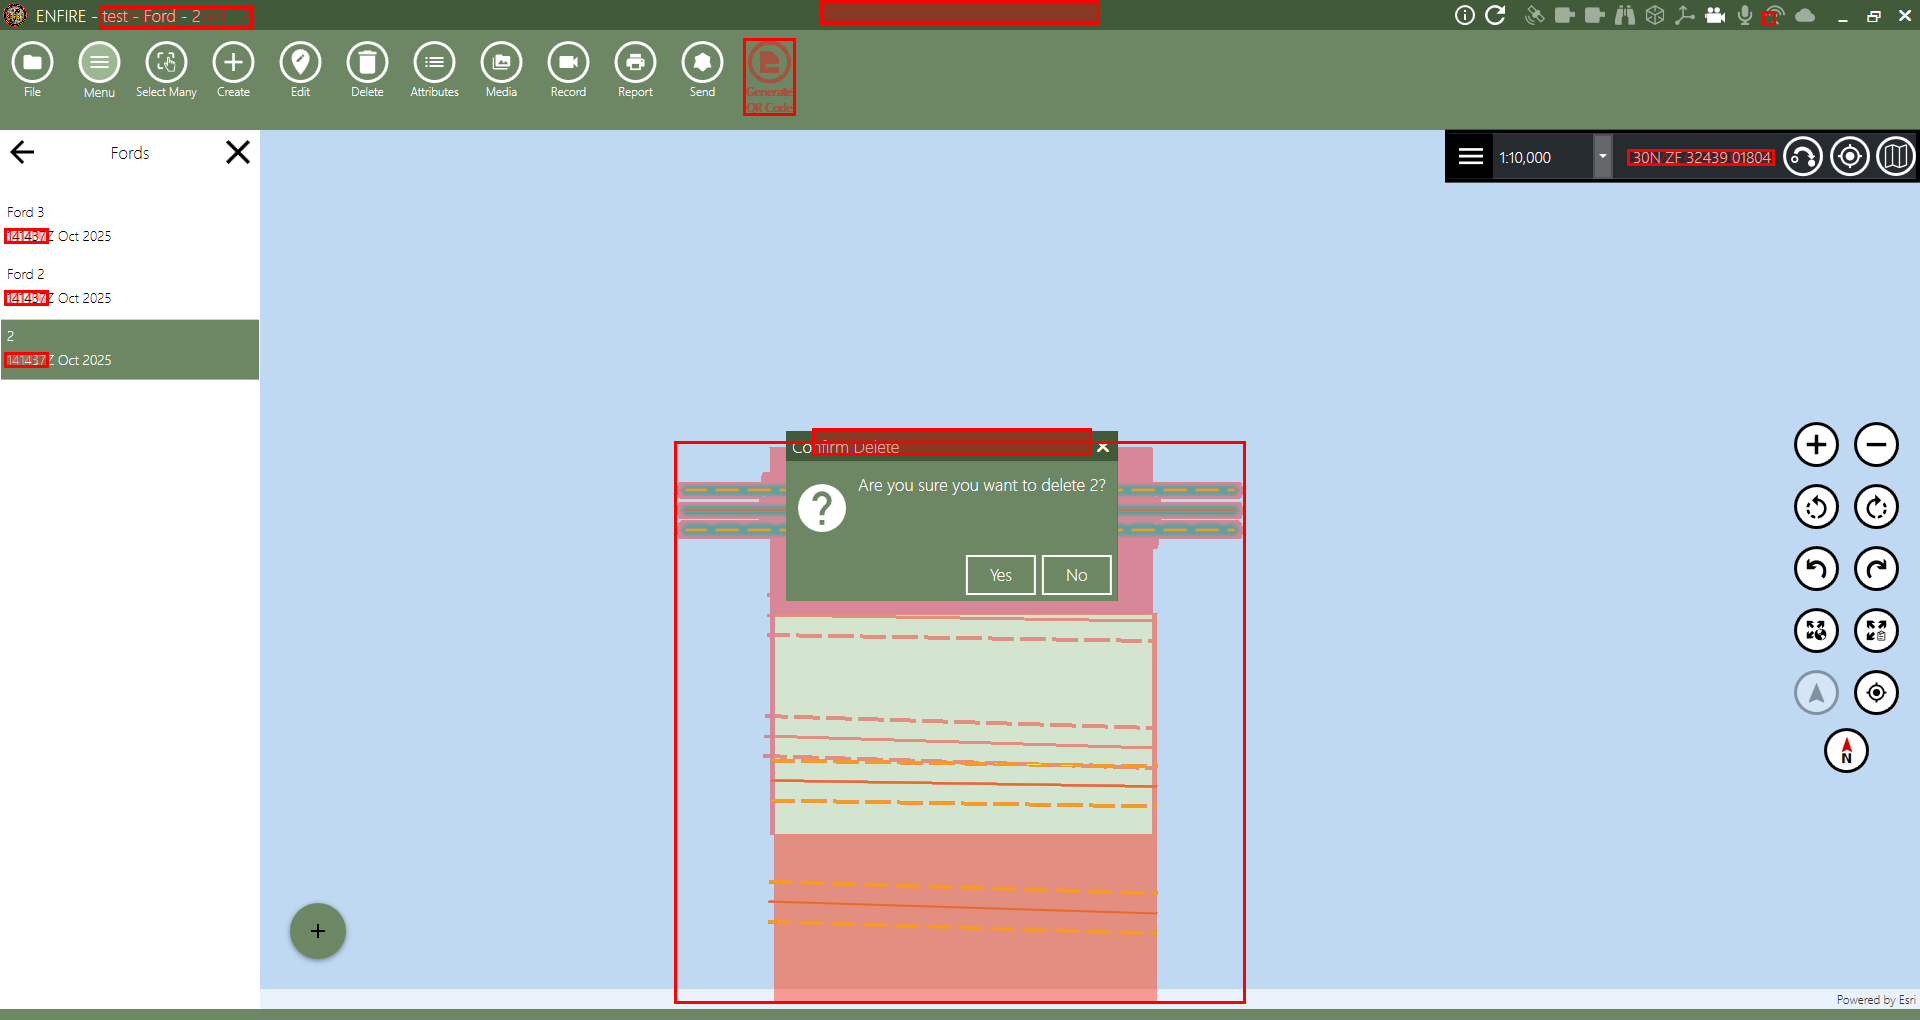 ENFIRE - test - Ford - 2
File
Menu
Select Many
Create
Edit
Delete
Attributes
Media
Record
Report
Send
Generate
QR Code
Fords
1:10,000
30N ZF 32439 01804
Ford 3
141437Z Oct 2025
Ford 2
141437Z Oct 2025
2
141437Z Oct 2025
Confirm Delete
Are you sure you want to delete 2?
Yes
No
N
Powered by Esri